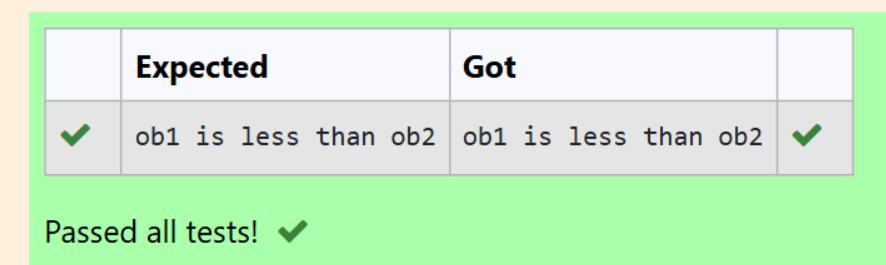 Expected Got
ob1 is less than ob2 ob1 is less than ob2
Passed all tests!